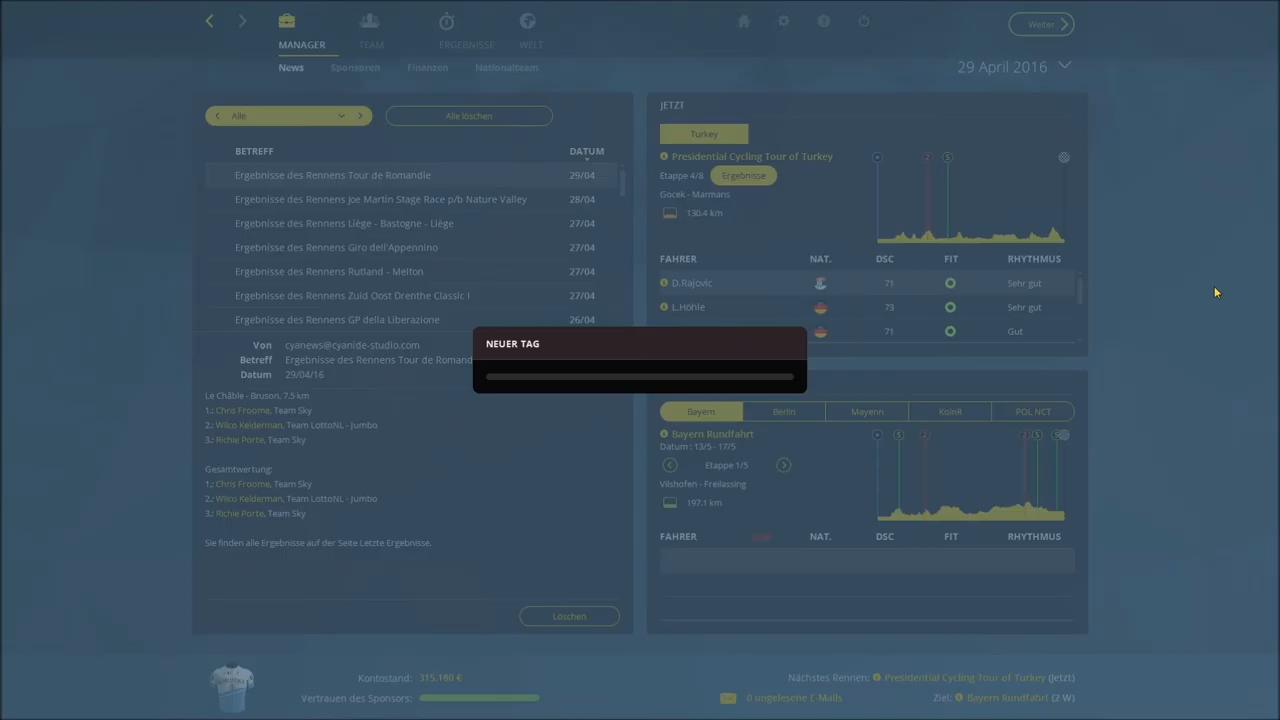 MANAGER
TEAM
ERGEBNISSE
WELT
Weiter
News
Sponsoren
Finanzen
Nationalteam
29 April 2016
Alle
Alle löschen
BETREFF DATUM
Ergebnisse des Rennens Tour de Romandie 29/04
Ergebnisse des Rennens Joe Martin Stage Race p/b Nature Valley 28/04
Ergebnisse des Rennens Liège - Bastogne - Liège 27/04
Ergebnisse des Rennens Giro dell'Appennino 27/04
Ergebnisse des Rennens Rutland - Melton 27/04
Ergebnisse des Rennens Zuid Oost Drenthe Classic I 27/04
Ergebnisse des Rennens GP della Liberazione 26/04
Von cyanews@cyanide-studio.com
Betreff Ergebnisse des Rennens Tour de Romand
Datum 29/04/16
Le Châble - Bruson, 7.5 km
1.: Chris Froome, Team Sky
2.: Wilco Kelderman, Team LottoNL - Jumbo
3.: Richie Porte, Team Sky
Gesamtwertung:
1.: Chris Froome, Team Sky
2.: Wilco Kelderman, Team LottoNL - Jumbo
3.: Richie Porte, Team Sky
Sie finden alle Ergebnisse auf der Seite Letzte Ergebnisse.
Löschen
JETZT
Turkey
Presidential Cycling Tour of Turkey
Etappe 4/8 Ergebnisse
Gocek - Marmaris
130.4 km
2 S
FAHRER NAT. DSC FIT RHYTHMUS
D.Rajovic 71 Sehr gut
L.Höhle 73 Sehr gut
71 Gut
NEUER TAG
Bayern Berlin Mayenn KolnR POL NCT
Bayern Rundfahrt
Datum : 13/5 - 17/5
Etappe 1/5
Vilshofen - Freilassing
197.1 km
FAHRER NAT. DSC FIT RHYTHMUS
Kontostand: 315,160 €
Vertrauen des Sponsors:
Nächstes Rennen: Presidential Cycling Tour of Turkey (Jetzt)
0 ungelesene E-Mails
Ziel: Bayern Rundfahrt (2 W)